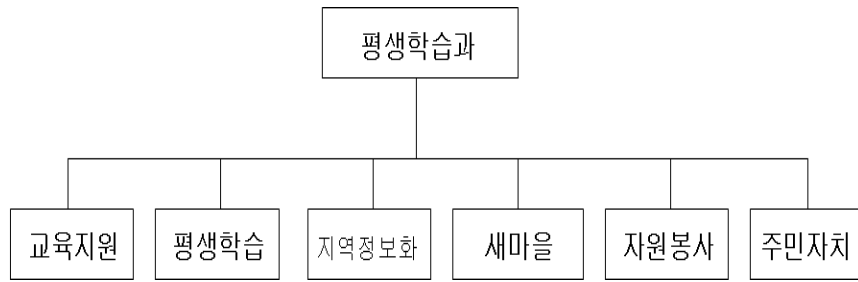 평생학습과
교육지원
평생학습
지역정보화
새마을
자원봉사
주민자치